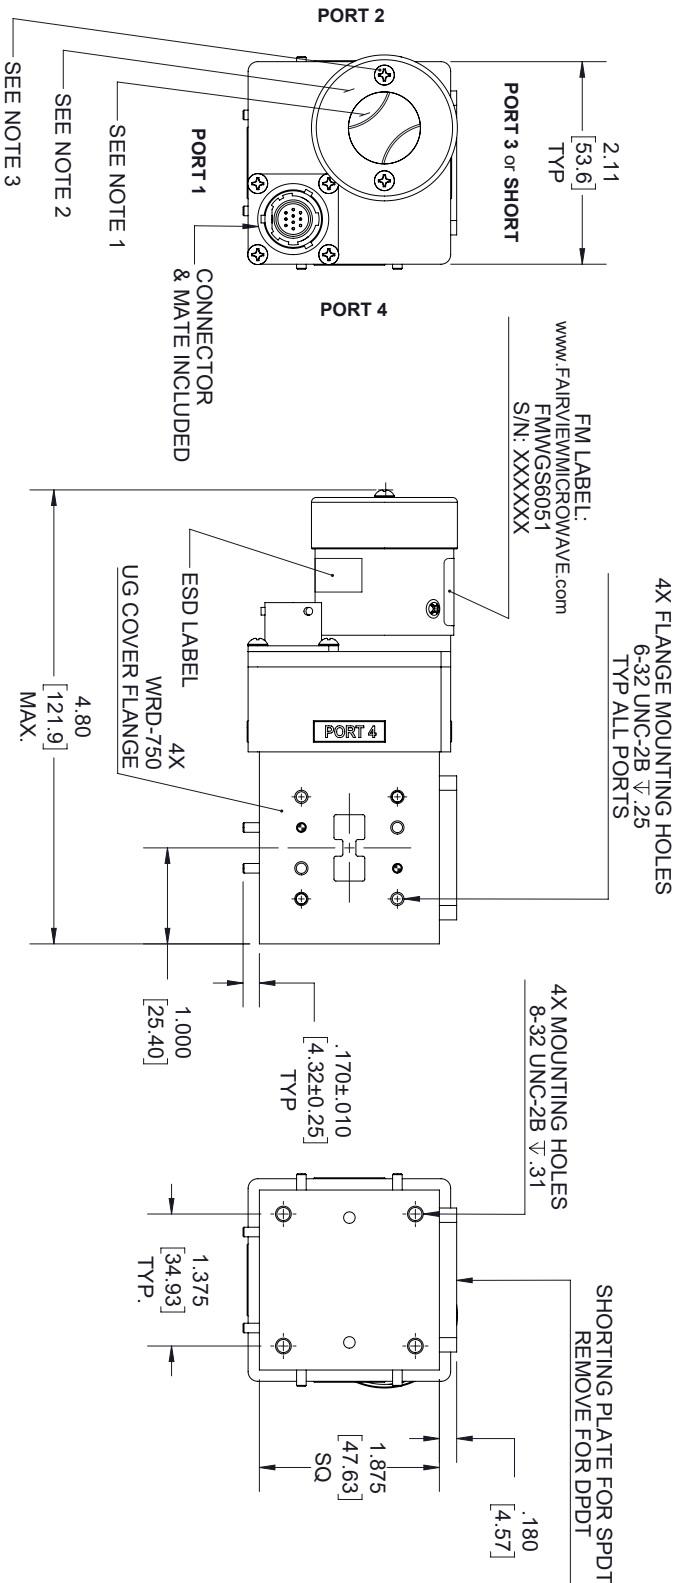 PORT 2
2.11
[53.6]
TYP
PORT 3 or SHORT
PORT 1
PORT 4
SEE NOTE 1
SEE NOTE 2
SEE NOTE 3
CONNECTOR
& MATE INCLUDED
FM LABEL:
www.FAIRVIEWMICROWAVE.com
FMWGS6051
S/N: XXXXXX
4X FLANGE MOUNTING HOLES
6-32 UNC-2B ↧ .25
TYP ALL PORTS
PORT 4
ESD LABEL
4X
WRD-750
UG COVER FLANGE
4.80
[121.9]
MAX.
1.000
[25.40]
.170±.010
[4.32±0.25]
TYP
4X MOUNTING HOLES
8-32 UNC-2B ↧ .31
SHORTING PLATE FOR SPDT
REMOVE FOR DPDT
1.375
[34.93]
TYP.
1.875
[47.63]
SQ
.180
[4.57]